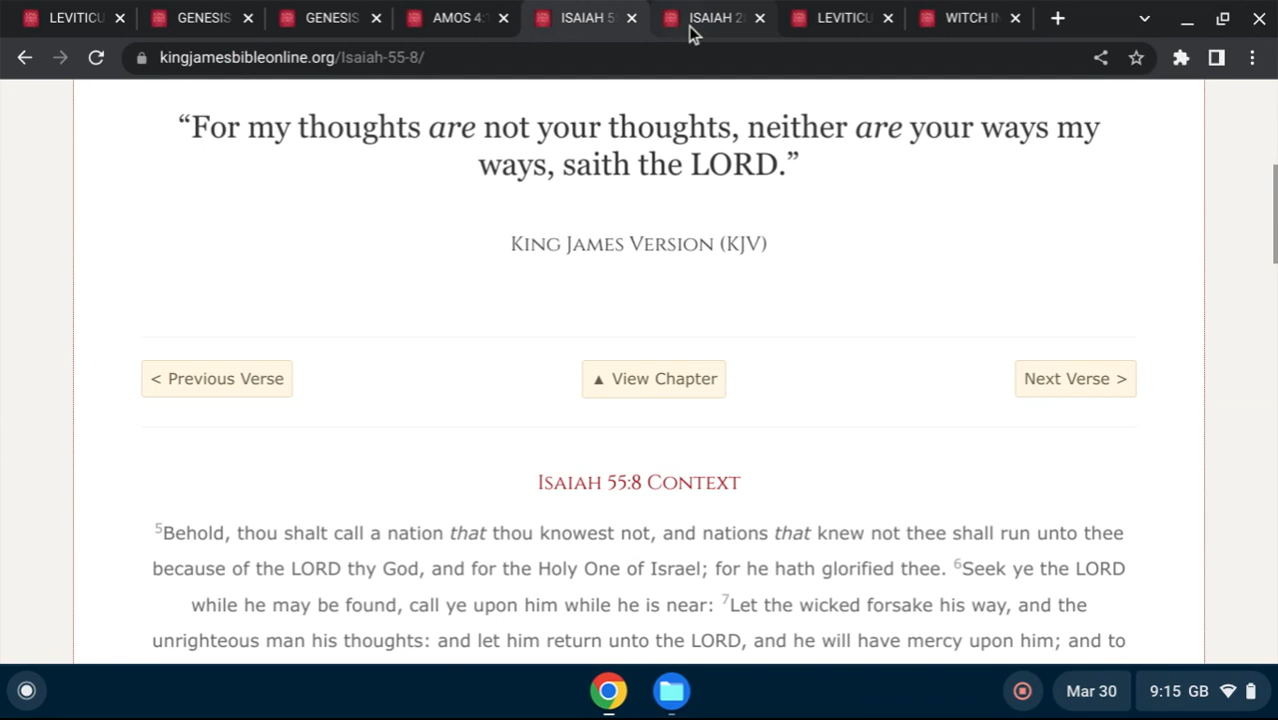 LEVITICU GENESIS GENESIS AMOS 4: ISAIAH 5 ISAIAH 2 LEVITICU WITCH IN
kingjamesbibleonline.org/Isaiah-55-8/
“For my thoughts are not your thoughts, neither are your ways my
ways, saith the LORD.”
King James Version (KJV)
< Previous Verse ▲ View Chapter Next Verse >
Isaiah 55:8 Context
5Behold, thou shalt call a nation that thou knowest not, and nations that knew not thee shall run unto thee
because of the LORD thy God, and for the Holy One of Israel; for he hath glorified thee. 6Seek ye the LORD
while he may be found, call ye upon him while he is near: 7Let the wicked forsake his way, and the
unrighteous man his thoughts: and let him return unto the LORD, and he will have mercy upon him; and to
Mar 30 9:15 GB